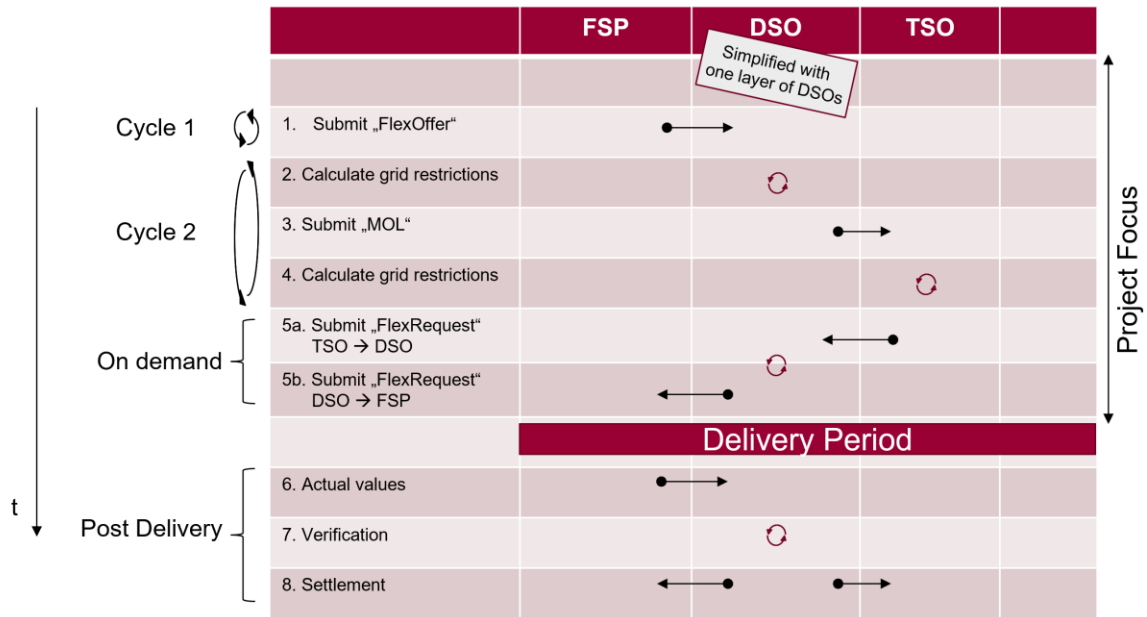 FSP DSO TSO
Simplified with
one layer of DSOs
Cycle 1
1. Submit „FlexOffer“
2. Calculate grid restrictions
Cycle 2
3. Submit „MOL“
4. Calculate grid restrictions
On demand
5a. Submit „FlexRequest“
TSO → DSO
5b. Submit „FlexRequest“
DSO → FSP
Project Focus
Delivery Period
t
Post Delivery
6. Actual values
7. Verification
8. Settlement